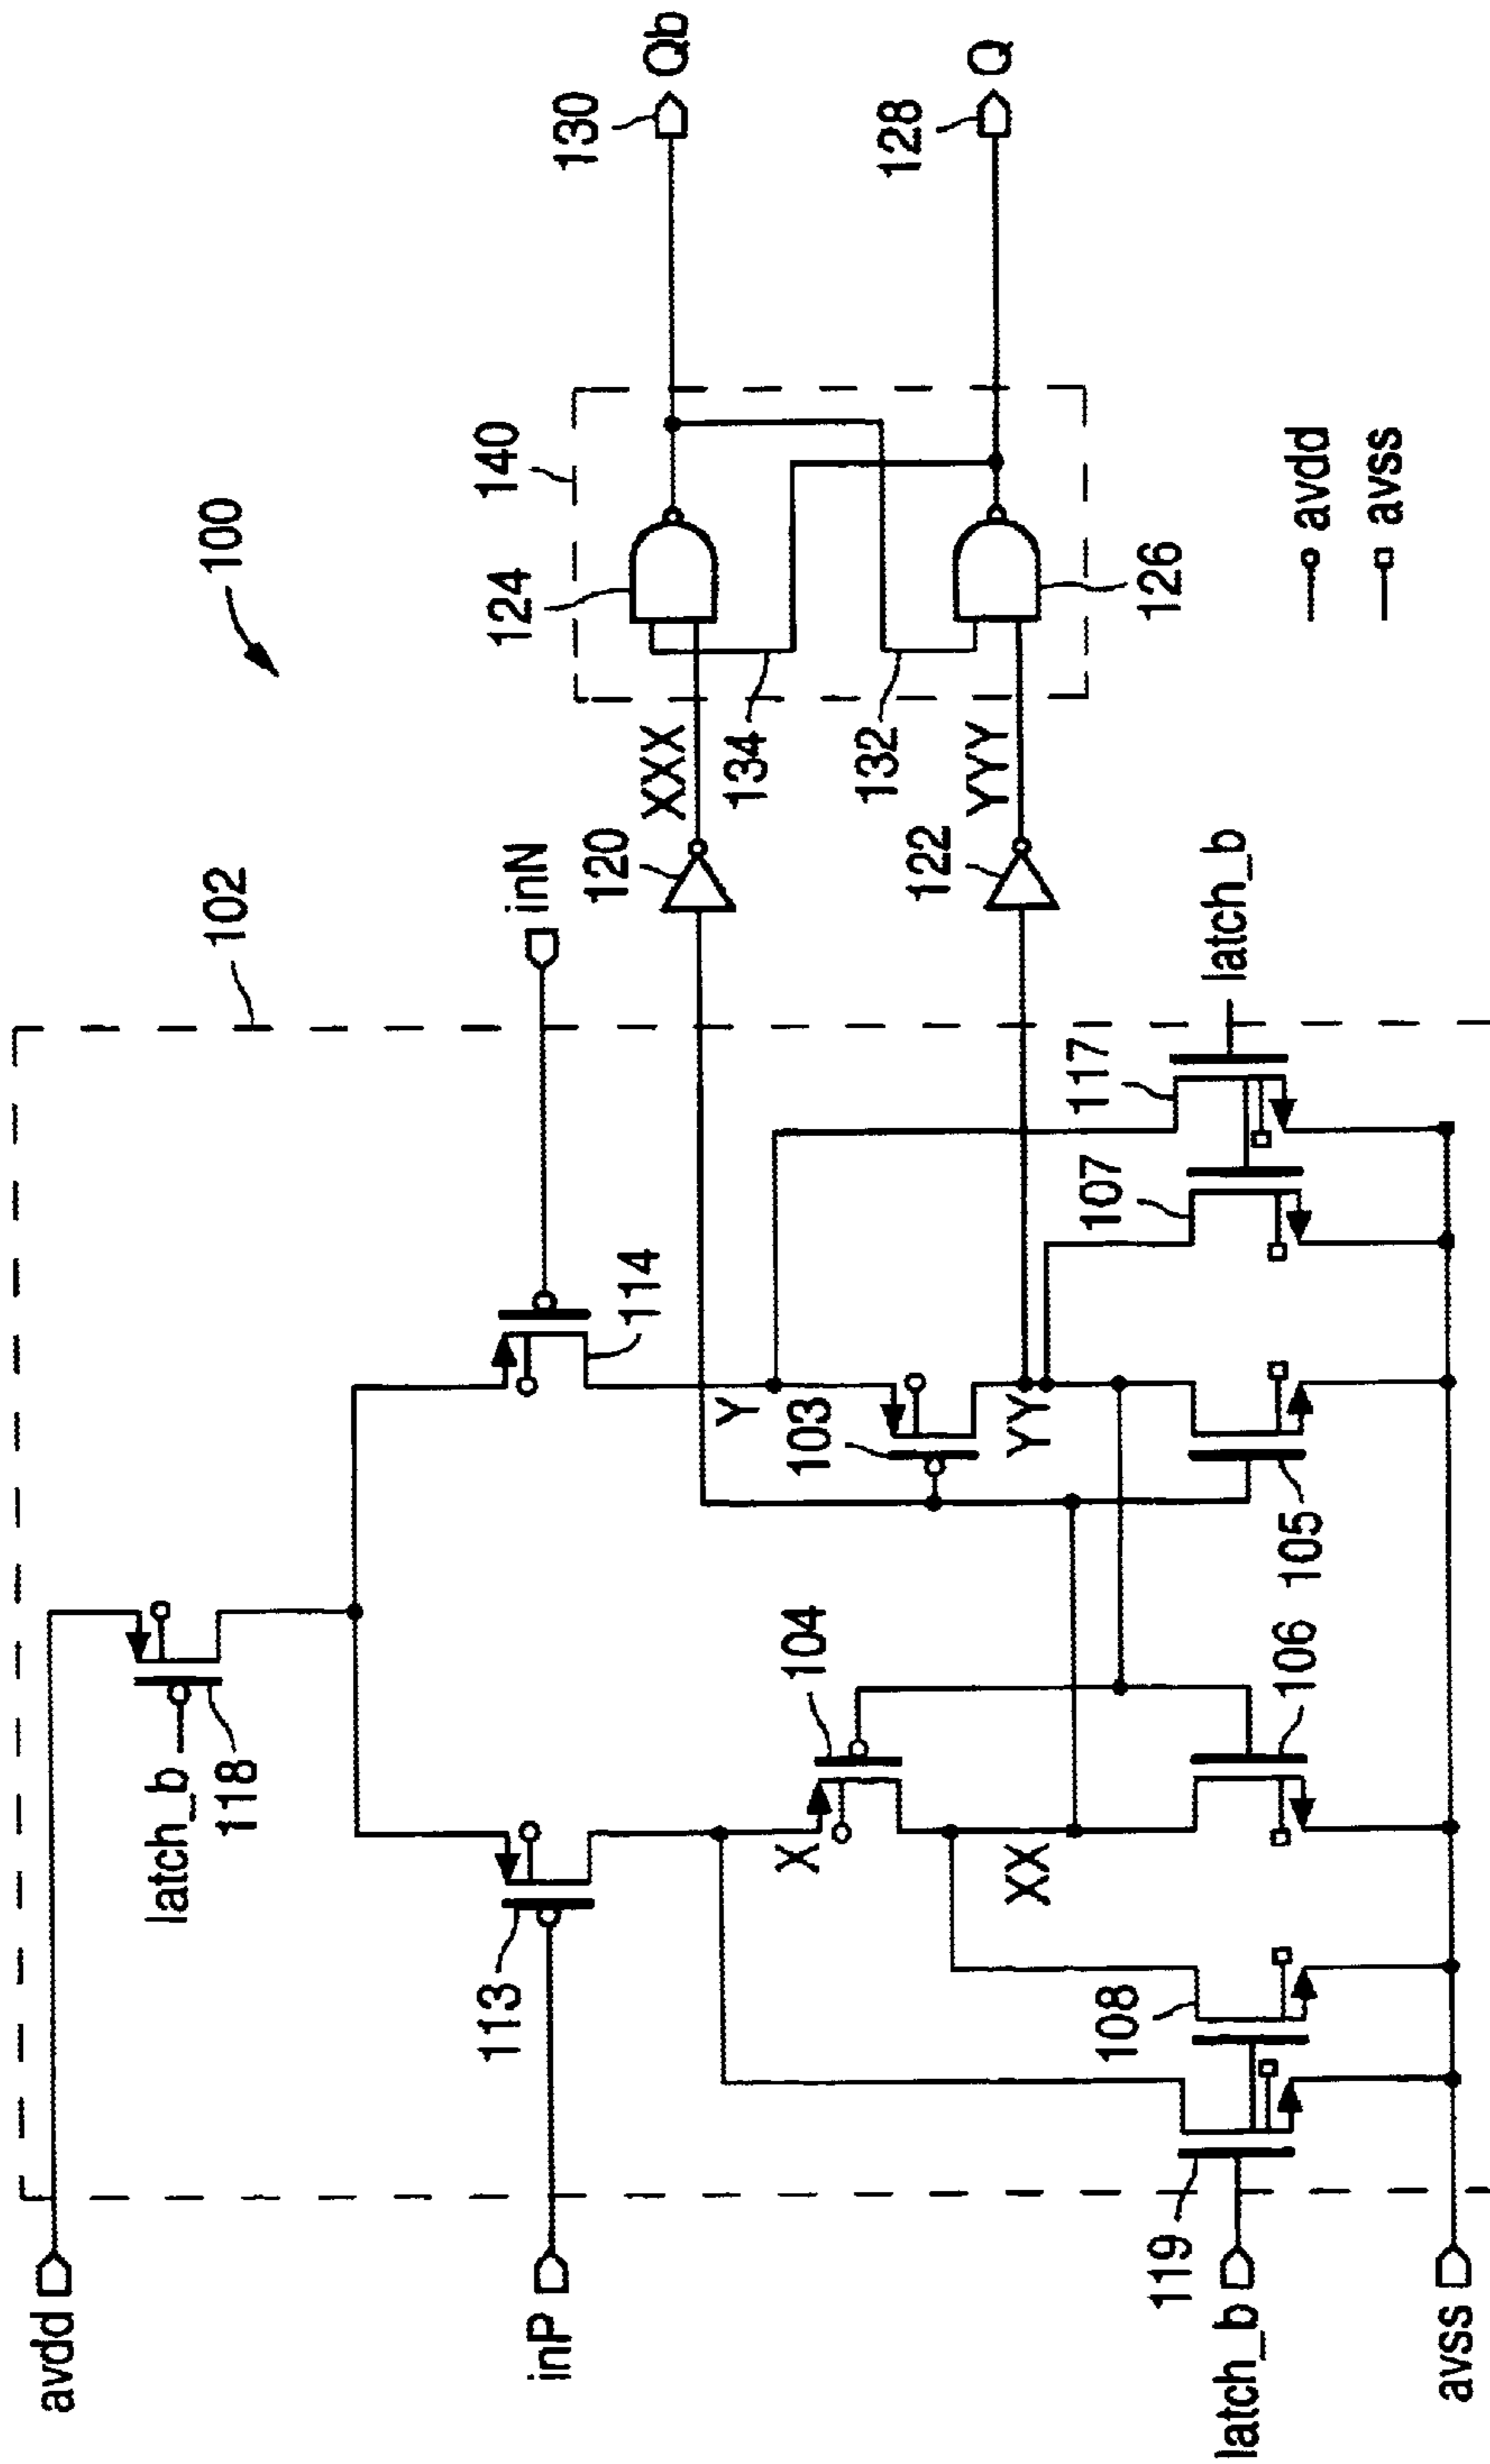 100
102
avdd
latch_b
118
inP
113
114
inN
120
XXX
124
140
130
Qb
134
132
X
104
Y
103
XX
YY
122
YYY
126
128
Q
119
108
106
105
107
117
latch_b
latch_b
avss
avdd
avss